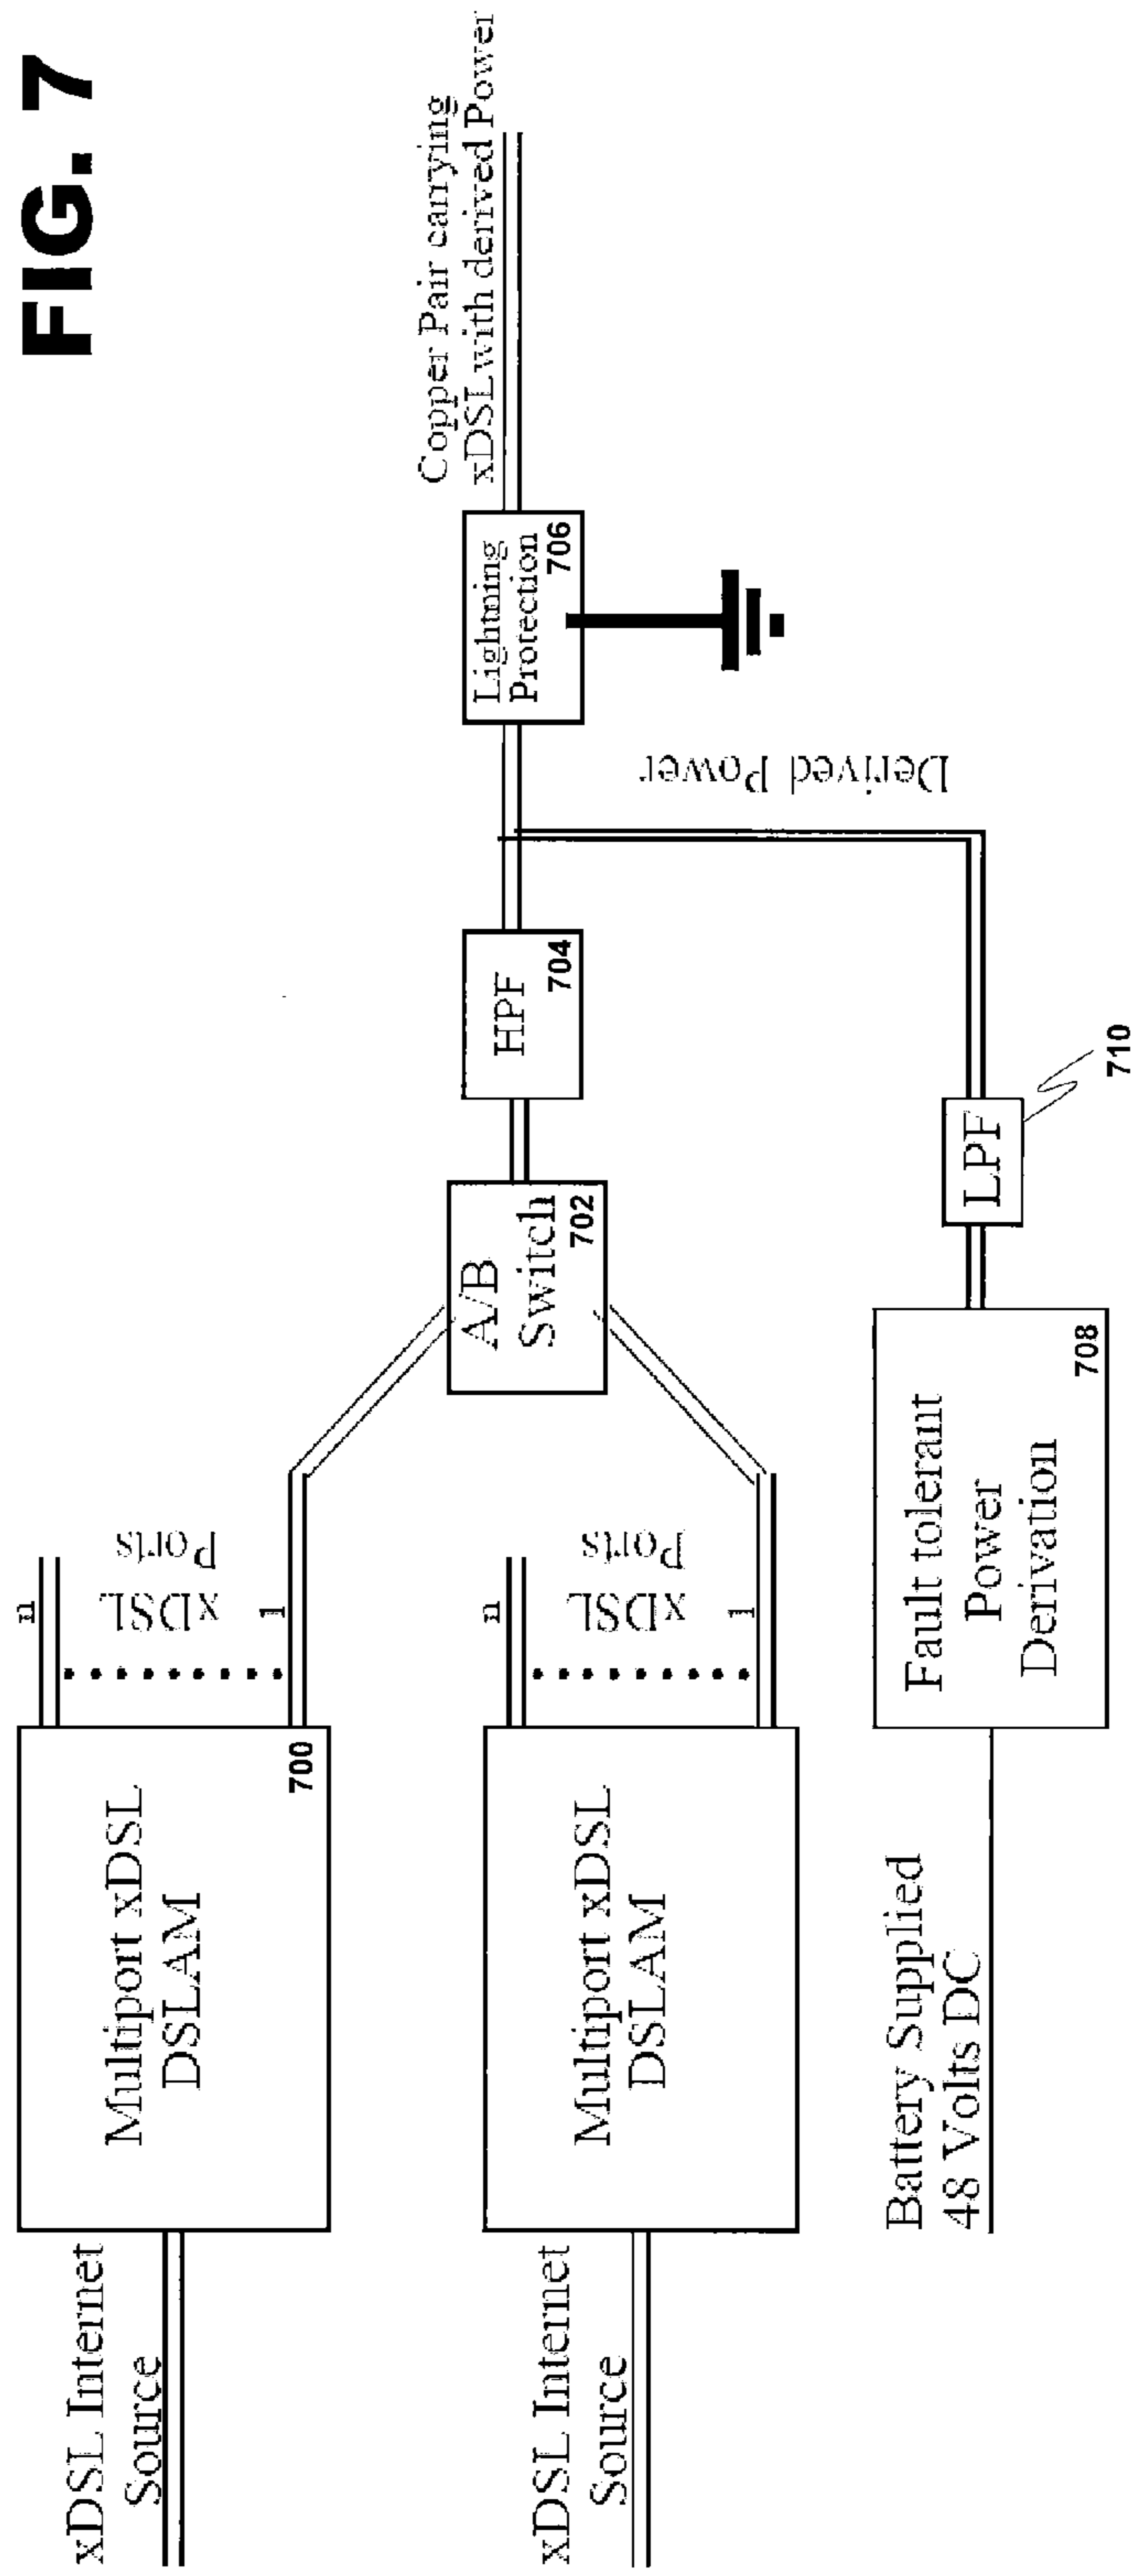 FIG. 7
xDSL Internet
Source
Multiport xDSL
DSLAM
700
n
xDSL
Ports
1
xDSL Internet
Source
Multiport xDSL
DSLAM
n
xDSL
Ports
1
A/B
Switch
702
HPF
704
Lightning
Protection
706
Copper Pair carrying
xDSLwith derived Power
Derived Power
Battery Supplied
48 Volts DC
Fault tolerant
Power
Derivation
708
LPF
710